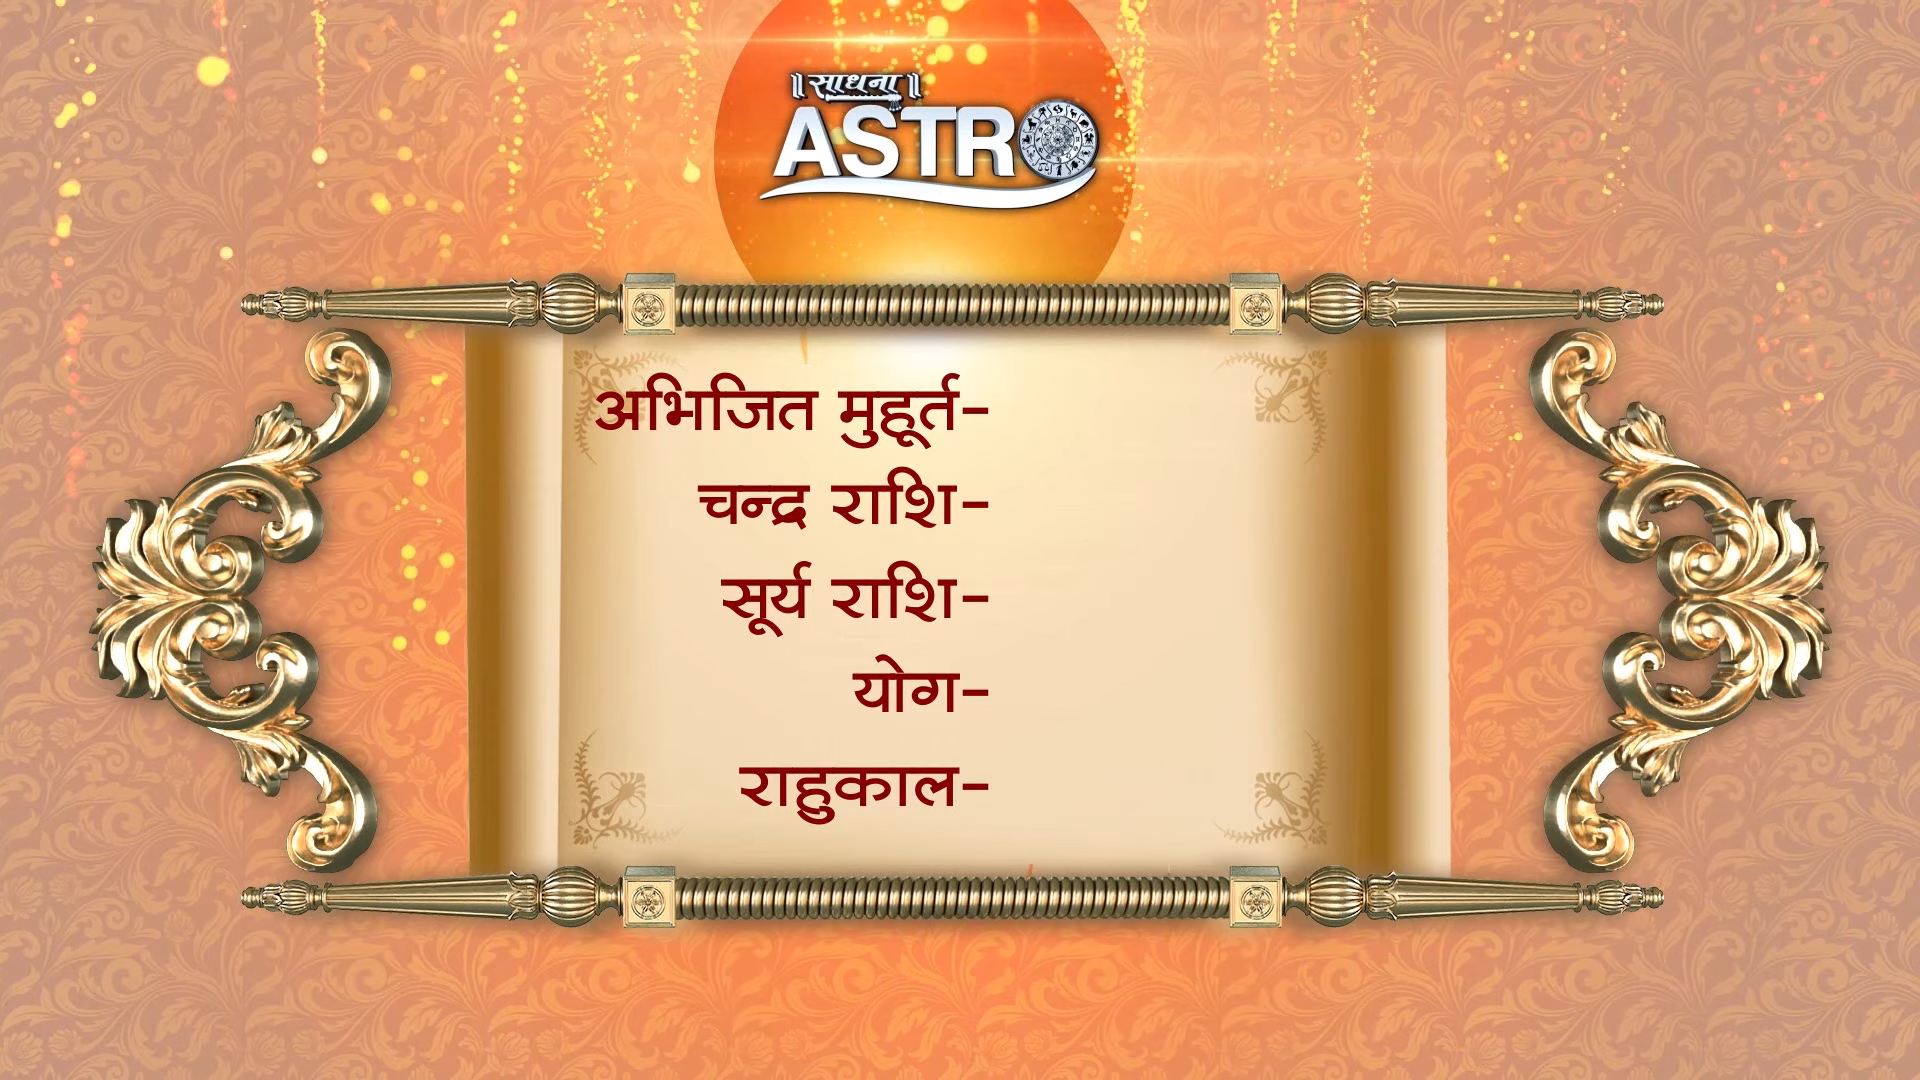 ॥साधना॥
ASTRO
अभिजित मुहूर्त-
चन्द्र राशि-
सूर्य राशि-
योग-
राहुकाल-